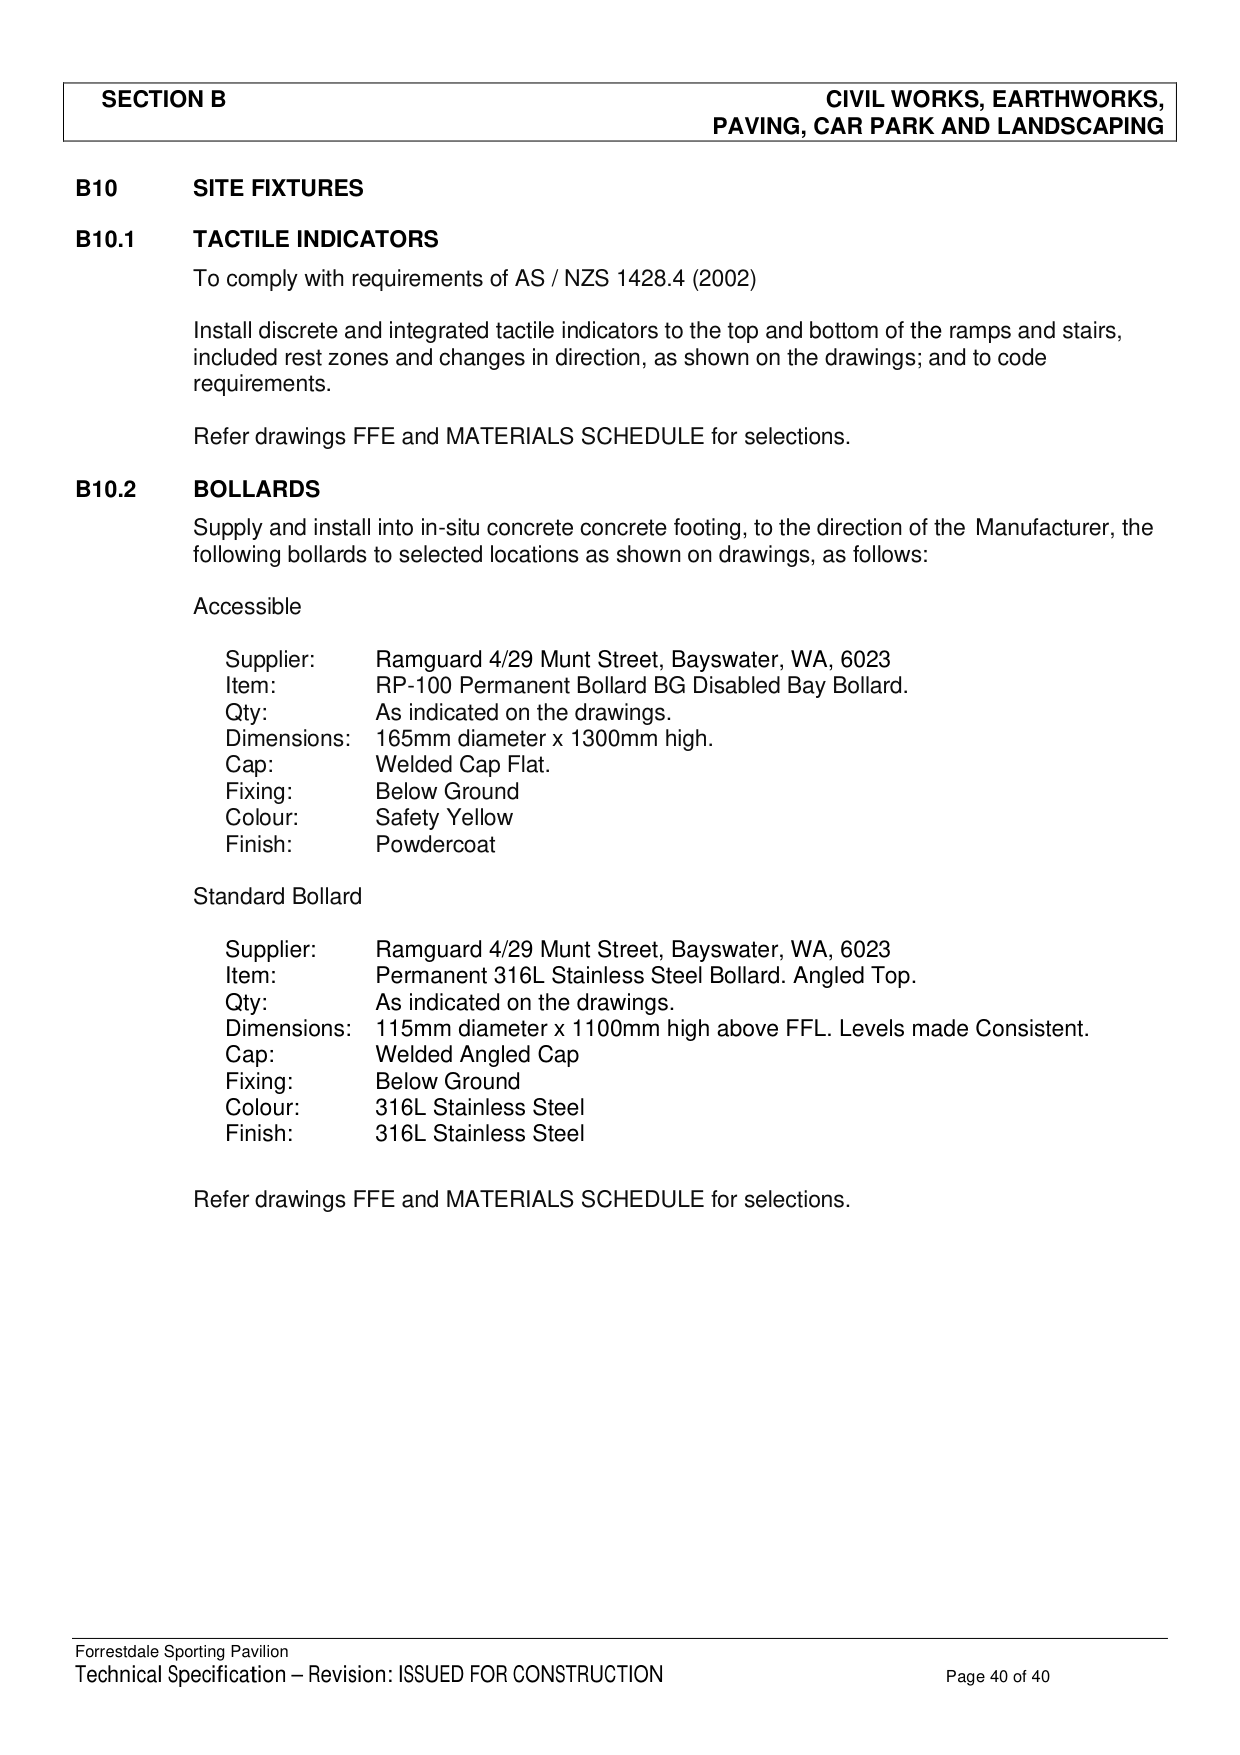 SECTION B CIVIL WORKS, EARTHWORKS,
PAVING, CAR PARK AND LANDSCAPING
B10 SITE FIXTURES
B10.1 TACTILE INDICATORS
To comply with requirements of AS / NZS 1428.4 (2002)
Install discrete and integrated tactile indicators to the top and bottom of the ramps and stairs,
included rest zones and changes in direction, as shown on the drawings; and to code
requirements.
Refer drawings FFE and MATERIALS SCHEDULE for selections.
B10.2 BOLLARDS
Supply and install into in-situ concrete concrete footing, to the direction of the Manufacturer, the
following bollards to selected locations as shown on drawings, as follows:
Accessible
Supplier: Ramguard 4/29 Munt Street, Bayswater, WA, 6023
Item: RP-100 Permanent Bollard BG Disabled Bay Bollard.
Qty: As indicated on the drawings.
Dimensions: 165mm diameter x 1300mm high.
Cap: Welded Cap Flat.
Fixing: Below Ground
Colour: Safety Yellow
Finish: Powdercoat
Standard Bollard
Supplier: Ramguard 4/29 Munt Street, Bayswater, WA, 6023
Item: Permanent 316L Stainless Steel Bollard. Angled Top.
Qty: As indicated on the drawings.
Dimensions: 115mm diameter x 1100mm high above FFL. Levels made Consistent.
Cap: Welded Angled Cap
Fixing: Below Ground
Colour: 316L Stainless Steel
Finish: 316L Stainless Steel
Refer drawings FFE and MATERIALS SCHEDULE for selections.
Forrestdale Sporting Pavilion
Technical Specification – Revision: ISSUED FOR CONSTRUCTION Page 40 of 40